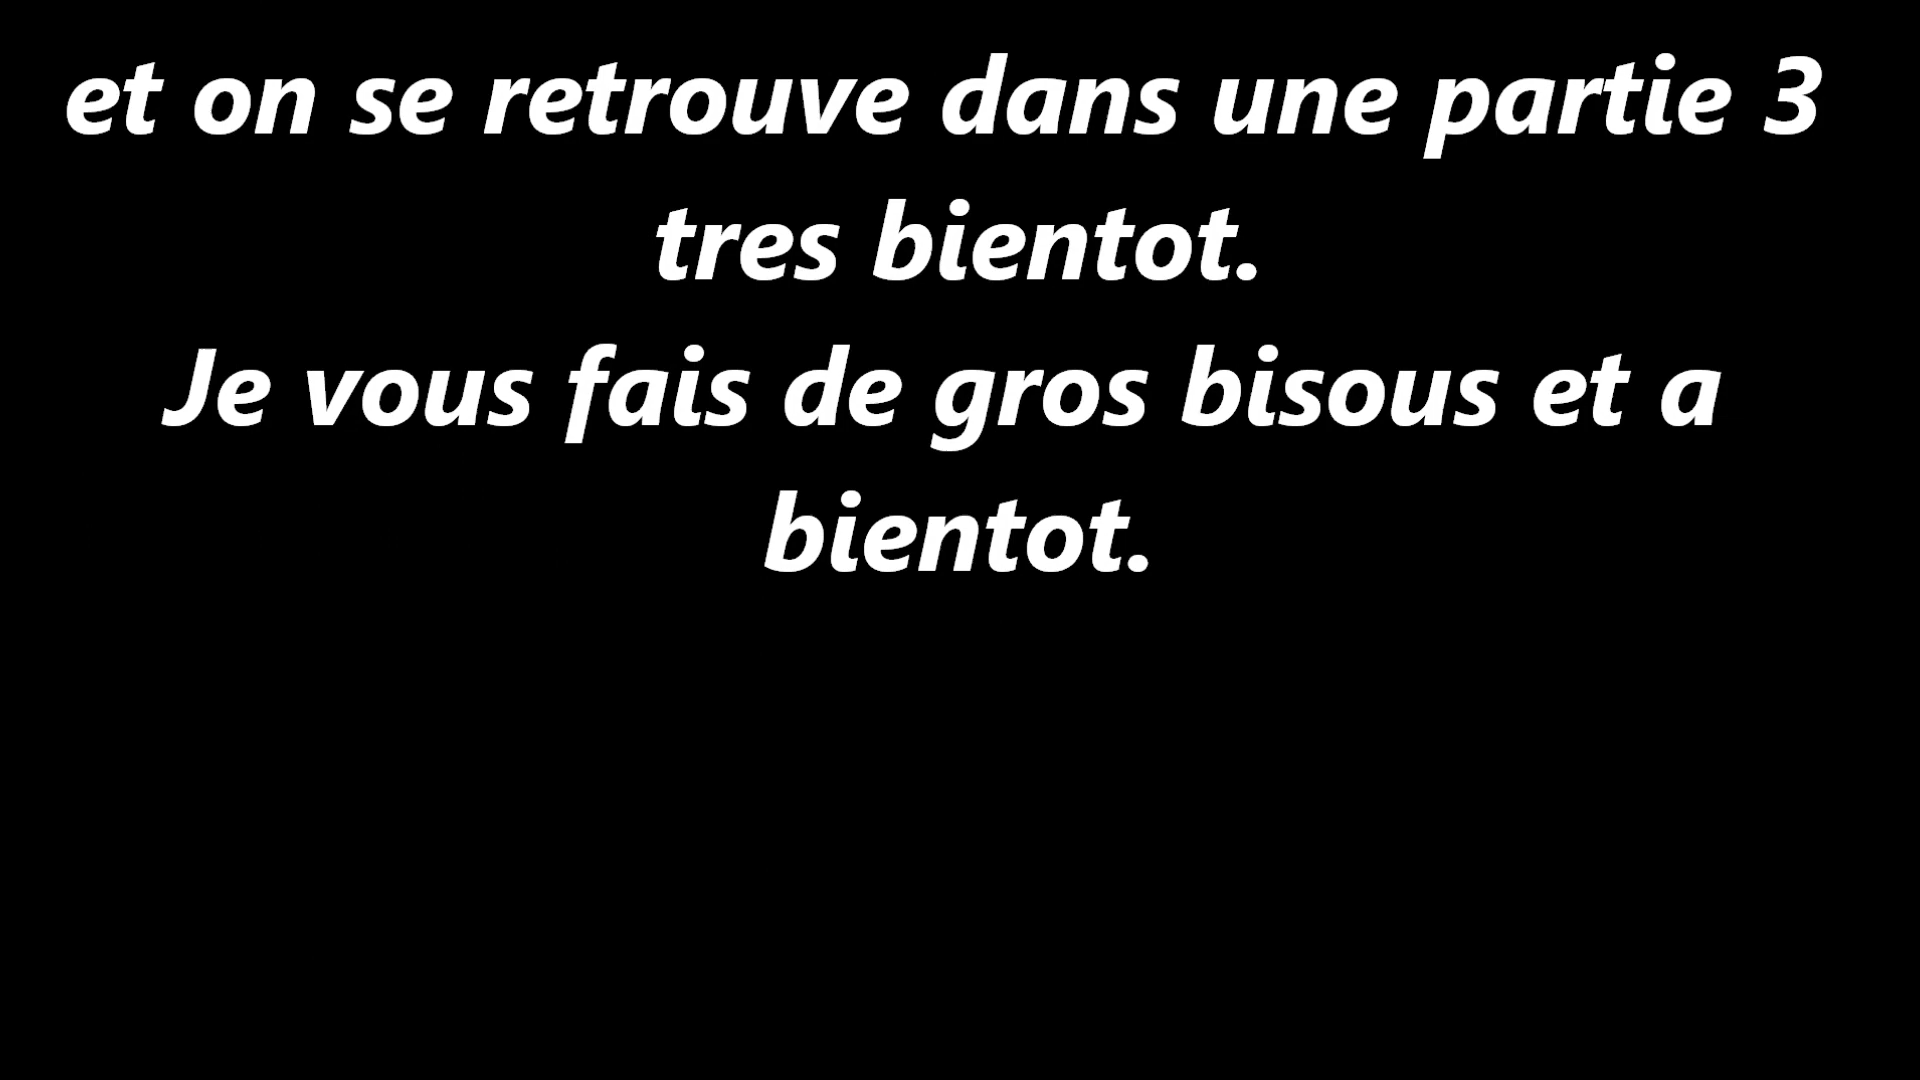 et on se retrouve dans une partie 3
tres bientot.
Je vous fais de gros bisous et a
bientot.